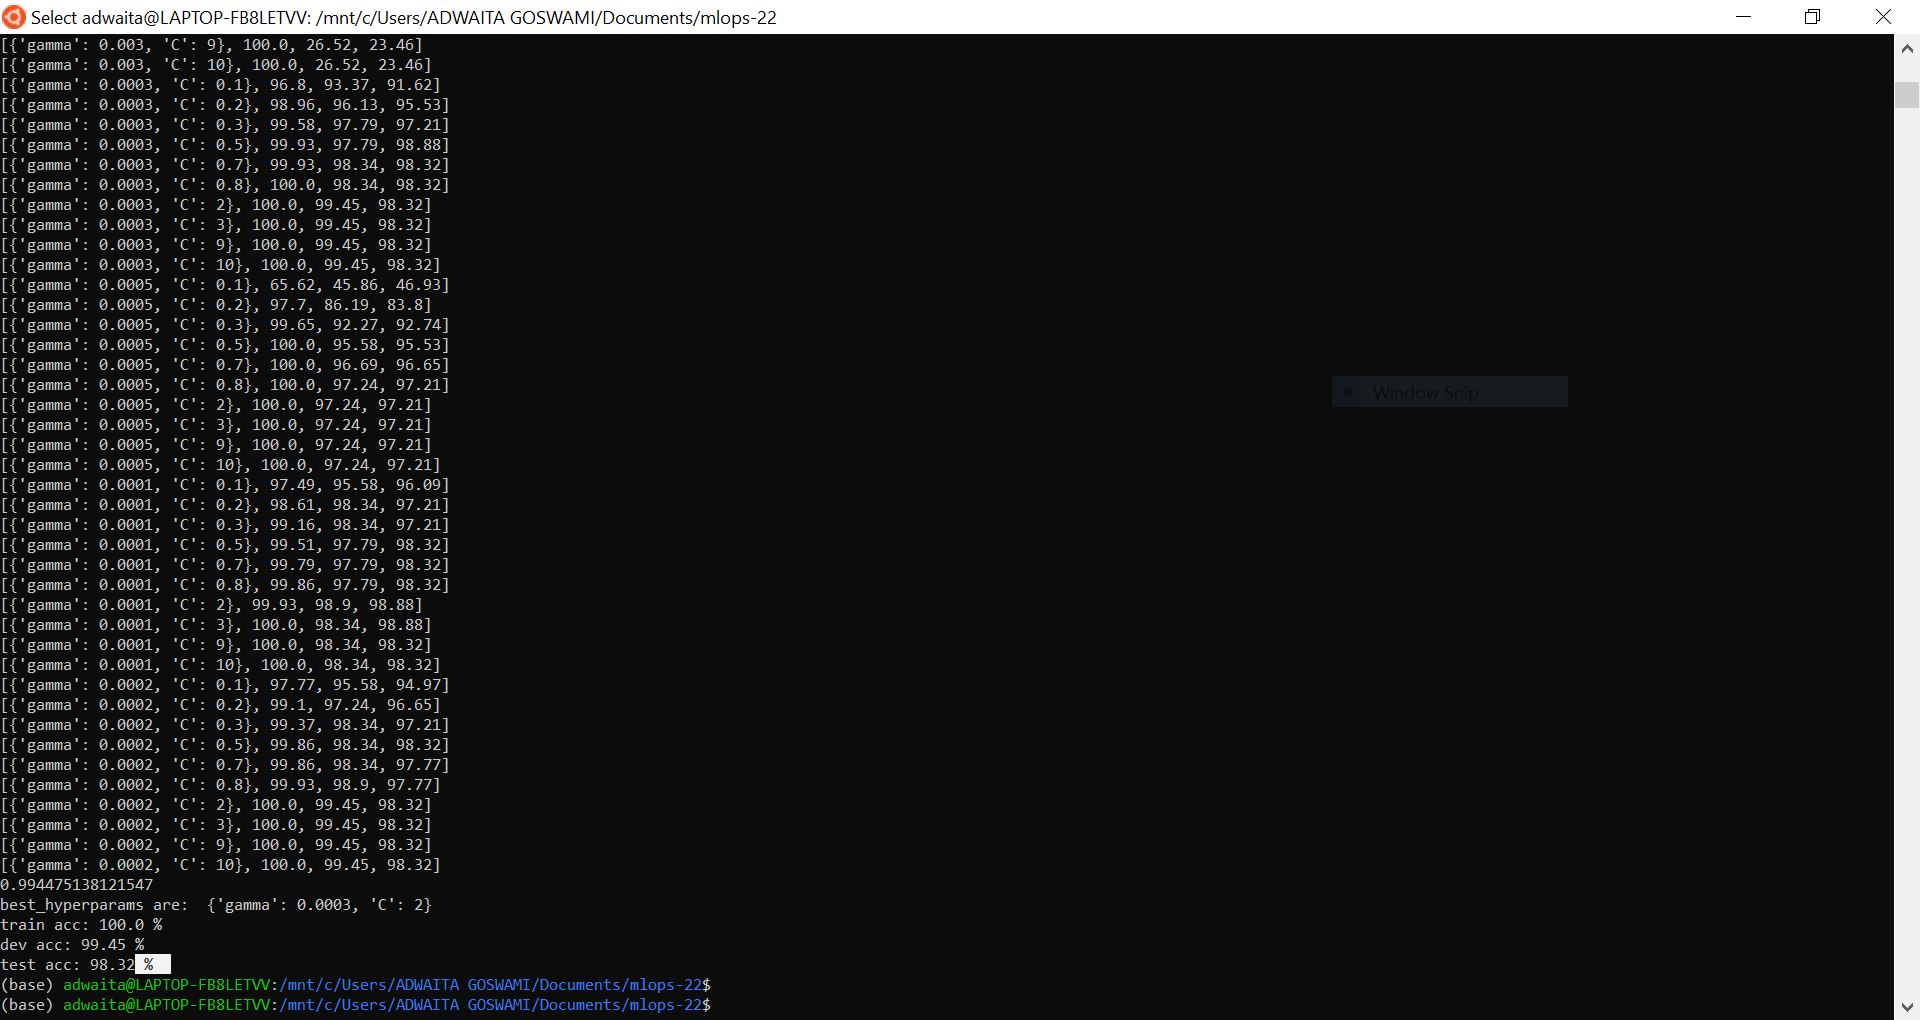 Select adwaita@LAPTOP-FB8LETVV: /mnt/c/Users/ADWAITA GOSWAMI/Documents/mlops-22
[{'gamma': 0.003, 'C': 9}, 100.0, 26.52, 23.46]
[{'gamma': 0.003, 'C': 10}, 100.0, 26.52, 23.46]
[{'gamma': 0.0003, 'C': 0.1}, 96.8, 93.37, 91.62]
[{'gamma': 0.0003, 'C': 0.2}, 98.96, 96.13, 95.53]
[{'gamma': 0.0003, 'C': 0.3}, 99.58, 97.79, 97.21]
[{'gamma': 0.0003, 'C': 0.5}, 99.93, 97.79, 98.88]
[{'gamma': 0.0003, 'C': 0.7}, 99.93, 98.34, 98.32]
[{'gamma': 0.0003, 'C': 0.8}, 100.0, 98.34, 98.32]
[{'gamma': 0.0003, 'C': 2}, 100.0, 99.45, 98.32]
[{'gamma': 0.0003, 'C': 3}, 100.0, 99.45, 98.32]
[{'gamma': 0.0003, 'C': 9}, 100.0, 99.45, 98.32]
[{'gamma': 0.0003, 'C': 10}, 100.0, 99.45, 98.32]
[{'gamma': 0.0005, 'C': 0.1}, 65.62, 45.86, 46.93]
[{'gamma': 0.0005, 'C': 0.2}, 97.7, 86.19, 83.8]
[{'gamma': 0.0005, 'C': 0.3}, 99.65, 92.27, 92.74]
[{'gamma': 0.0005, 'C': 0.5}, 100.0, 95.58, 95.53]
[{'gamma': 0.0005, 'C': 0.7}, 100.0, 96.69, 96.65]
[{'gamma': 0.0005, 'C': 0.8}, 100.0, 97.24, 97.21]
[{'gamma': 0.0005, 'C': 2}, 100.0, 97.24, 97.21]
[{'gamma': 0.0005, 'C': 3}, 100.0, 97.24, 97.21]
[{'gamma': 0.0005, 'C': 9}, 100.0, 97.24, 97.21]
[{'gamma': 0.0005, 'C': 10}, 100.0, 97.24, 97.21]
[{'gamma': 0.0001, 'C': 0.1}, 97.49, 95.58, 96.09]
[{'gamma': 0.0001, 'C': 0.2}, 98.61, 98.34, 97.21]
[{'gamma': 0.0001, 'C': 0.3}, 99.16, 98.34, 97.21]
[{'gamma': 0.0001, 'C': 0.5}, 99.51, 97.79, 98.32]
[{'gamma': 0.0001, 'C': 0.7}, 99.79, 97.79, 98.32]
[{'gamma': 0.0001, 'C': 0.8}, 99.86, 97.79, 98.32]
[{'gamma': 0.0001, 'C': 2}, 99.93, 98.9, 98.88]
[{'gamma': 0.0001, 'C': 3}, 100.0, 98.34, 98.88]
[{'gamma': 0.0001, 'C': 9}, 100.0, 98.34, 98.32]
[{'gamma': 0.0001, 'C': 10}, 100.0, 98.34, 98.32]
[{'gamma': 0.0002, 'C': 0.1}, 97.77, 95.58, 94.97]
[{'gamma': 0.0002, 'C': 0.2}, 99.1, 97.24, 96.65]
[{'gamma': 0.0002, 'C': 0.3}, 99.37, 98.34, 97.21]
[{'gamma': 0.0002, 'C': 0.5}, 99.86, 98.34, 98.32]
[{'gamma': 0.0002, 'C': 0.7}, 99.86, 98.34, 97.77]
[{'gamma': 0.0002, 'C': 0.8}, 99.93, 98.9, 97.77]
[{'gamma': 0.0002, 'C': 2}, 100.0, 99.45, 98.32]
[{'gamma': 0.0002, 'C': 3}, 100.0, 99.45, 98.32]
[{'gamma': 0.0002, 'C': 9}, 100.0, 99.45, 98.32]
[{'gamma': 0.0002, 'C': 10}, 100.0, 99.45, 98.32]
0.994475138121547
best_hyperparams are:  {'gamma': 0.0003, 'C': 2}
train acc: 100.0 %
dev acc: 99.45 %
test acc: 98.32 %
(base) adwaita@LAPTOP-FB8LETVV:/mnt/c/Users/ADWAITA GOSWAMI/Documents/mlops-22$
(base) adwaita@LAPTOP-FB8LETVV:/mnt/c/Users/ADWAITA GOSWAMI/Documents/mlops-22$
Window Snip